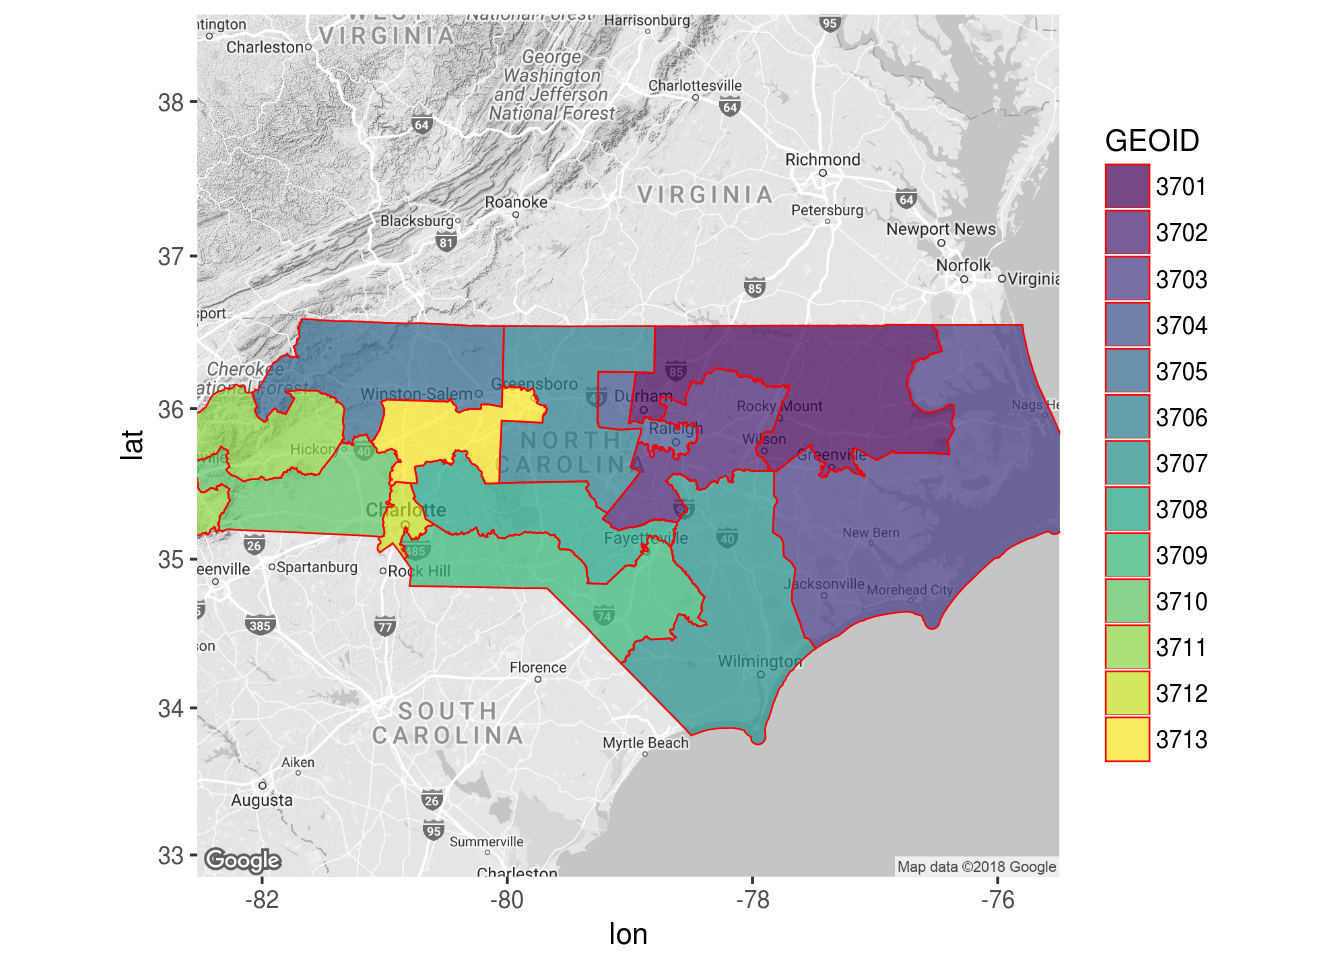 WEST
VIRGINIA
National Forest
Harrisonburg
95
Charleston
George
Washington
and Jefferson
National Forest
Charlottesville
64
64
Richmond
VIRGINIA
64
Roanoke
Blacksburg
81
Petersburg
Newport News
Norfolk
Virginia
85
sport
Cherokee
National Forest
Winston-Salem
Greensboro
85
40
Durham
Rocky Mount
Nags He
Raleigh
Hickory
40
NORTH
CAROLINA
Wilson
Greenville
ville
Charlotte
95
Fayetteville
40
New Bern
26
485
eenville
Spartanburg
Rock Hill
Jacksonville
Morehead City
385
77
74
son
Florence
Wilmington
SOUTH
CAROLINA
Myrtle Beach
Aiken
Augusta
26
95
Summerville
Charleston
Google
Map data ©2018 Google
38
37
36
35
34
33
lat
-82
-80
-78
-76
lon
GEOID
3701
3702
3703
3704
3705
3706
3707
3708
3709
3710
3711
3712
3713